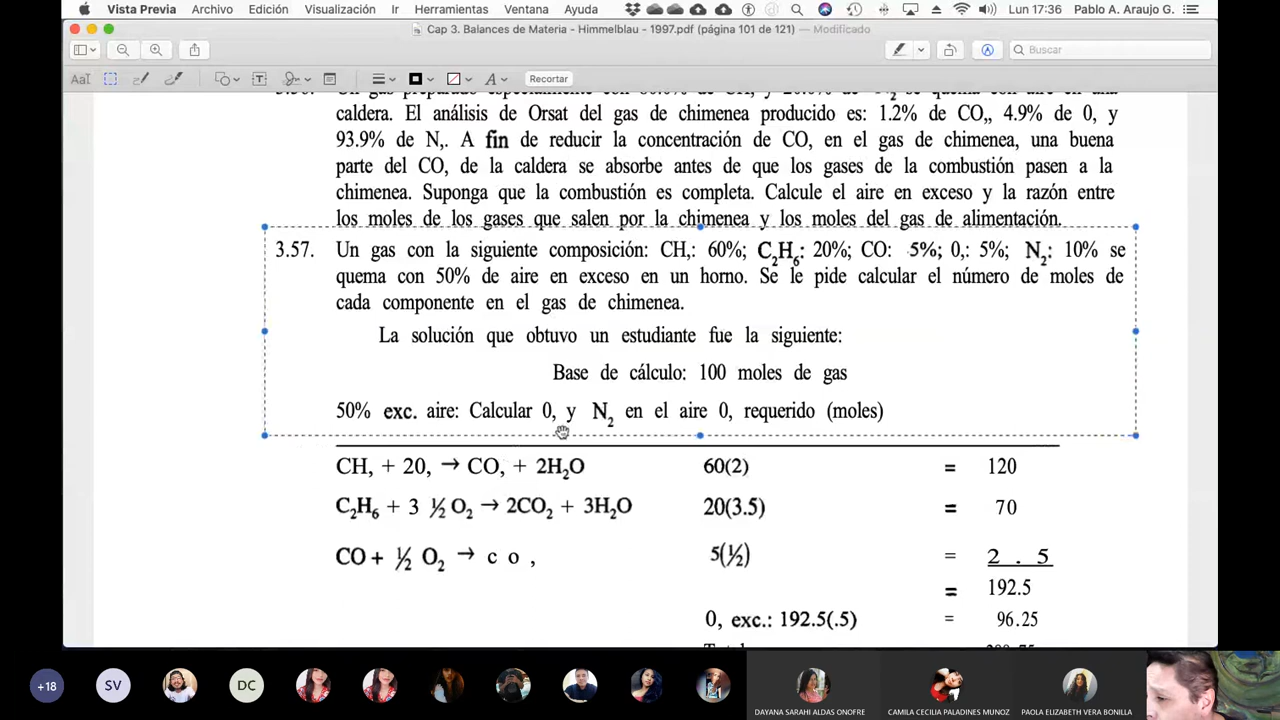 Vista Previa Archivo Edición Visualización Ir Herramientas Ventana Ayuda Lun 17:36 Pablo A. Araujo G.
Cap 3. Balances de Materia - Himmelblau - 1997.pdf (página 101 de 121) — Modificado
Buscar
AaI Recortar
caldera. El análisis de Orsat del gas de chimenea producido es: 1.2% de CO,, 4.9% de 0, y
93.9% de N,. A fin de reducir la concentración de CO, en el gas de chimenea, una buena
parte del CO, de la caldera se absorbe antes de que los gases de la combustión pasen a la
chimenea. Suponga que la combustión es completa. Calcule el aire en exceso y la razón entre
los moles de los gases que salen por la chimenea y los moles del gas de alimentación.
3.57. Un gas con la siguiente composición: CH,: 60%; C₂H₆: 20%; CO: 5%; 0,: 5%; N₂: 10% se
quema con 50% de aire en exceso en un horno. Se le pide calcular el número de moles de
cada componente en el gas de chimenea.
La solución que obtuvo un estudiante fue la siguiente:
Base de cálculo: 100 moles de gas
50% exc. aire: Calcular 0, y N₂ en el aire 0, requerido (moles)
CH, + 20, → CO, + 2H₂O 60(2) = 120
C₂H₆ + 3 ½ O₂ → 2CO₂ + 3H₂O 20(3.5) = 70
CO + ½ O₂ → c o , 5(½) = 2 . 5
= 192.5
0, exc.: 192.5(.5) = 96.25
+18 SV DC DAYANA SARAHI ALDAS ONOFRE CAMILA CECILIA PALADINES MUNOZ PAOLA ELIZABETH VERA BONILLA